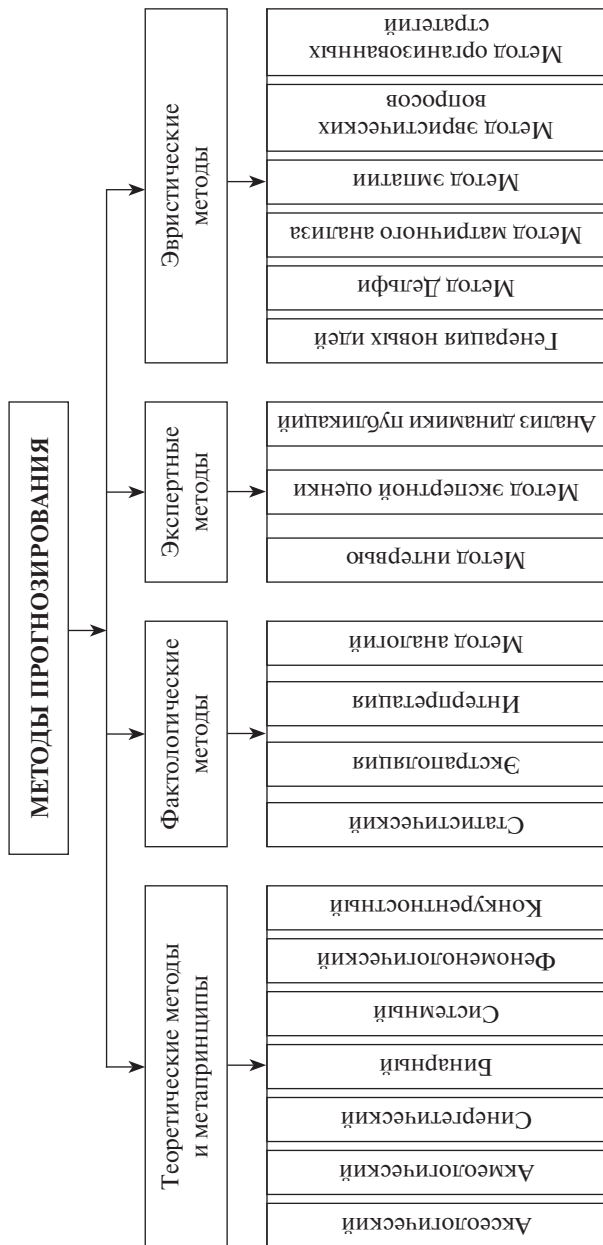 МЕТОДЫ ПРОГНОЗИРОВАНИЯ
Теоретические методы
и метапринципы
Аксеологический
Акмеологический
Синергетический
Бинарный
Системный
Феноменологический
Конкурентностный
Фактологические
методы
Статистический
Экстраполяция
Интерпретация
Метод аналогий
Экспертные
методы
Метод интервью
Метод экспертной оценки
Анализ динамики публикаций
Эвристические
методы
Генерация новых идей
Метод Дельфи
Метод матричного анализа
Метод эмпатии
Метод эвристических
вопросов
Метод организованных
стратегий